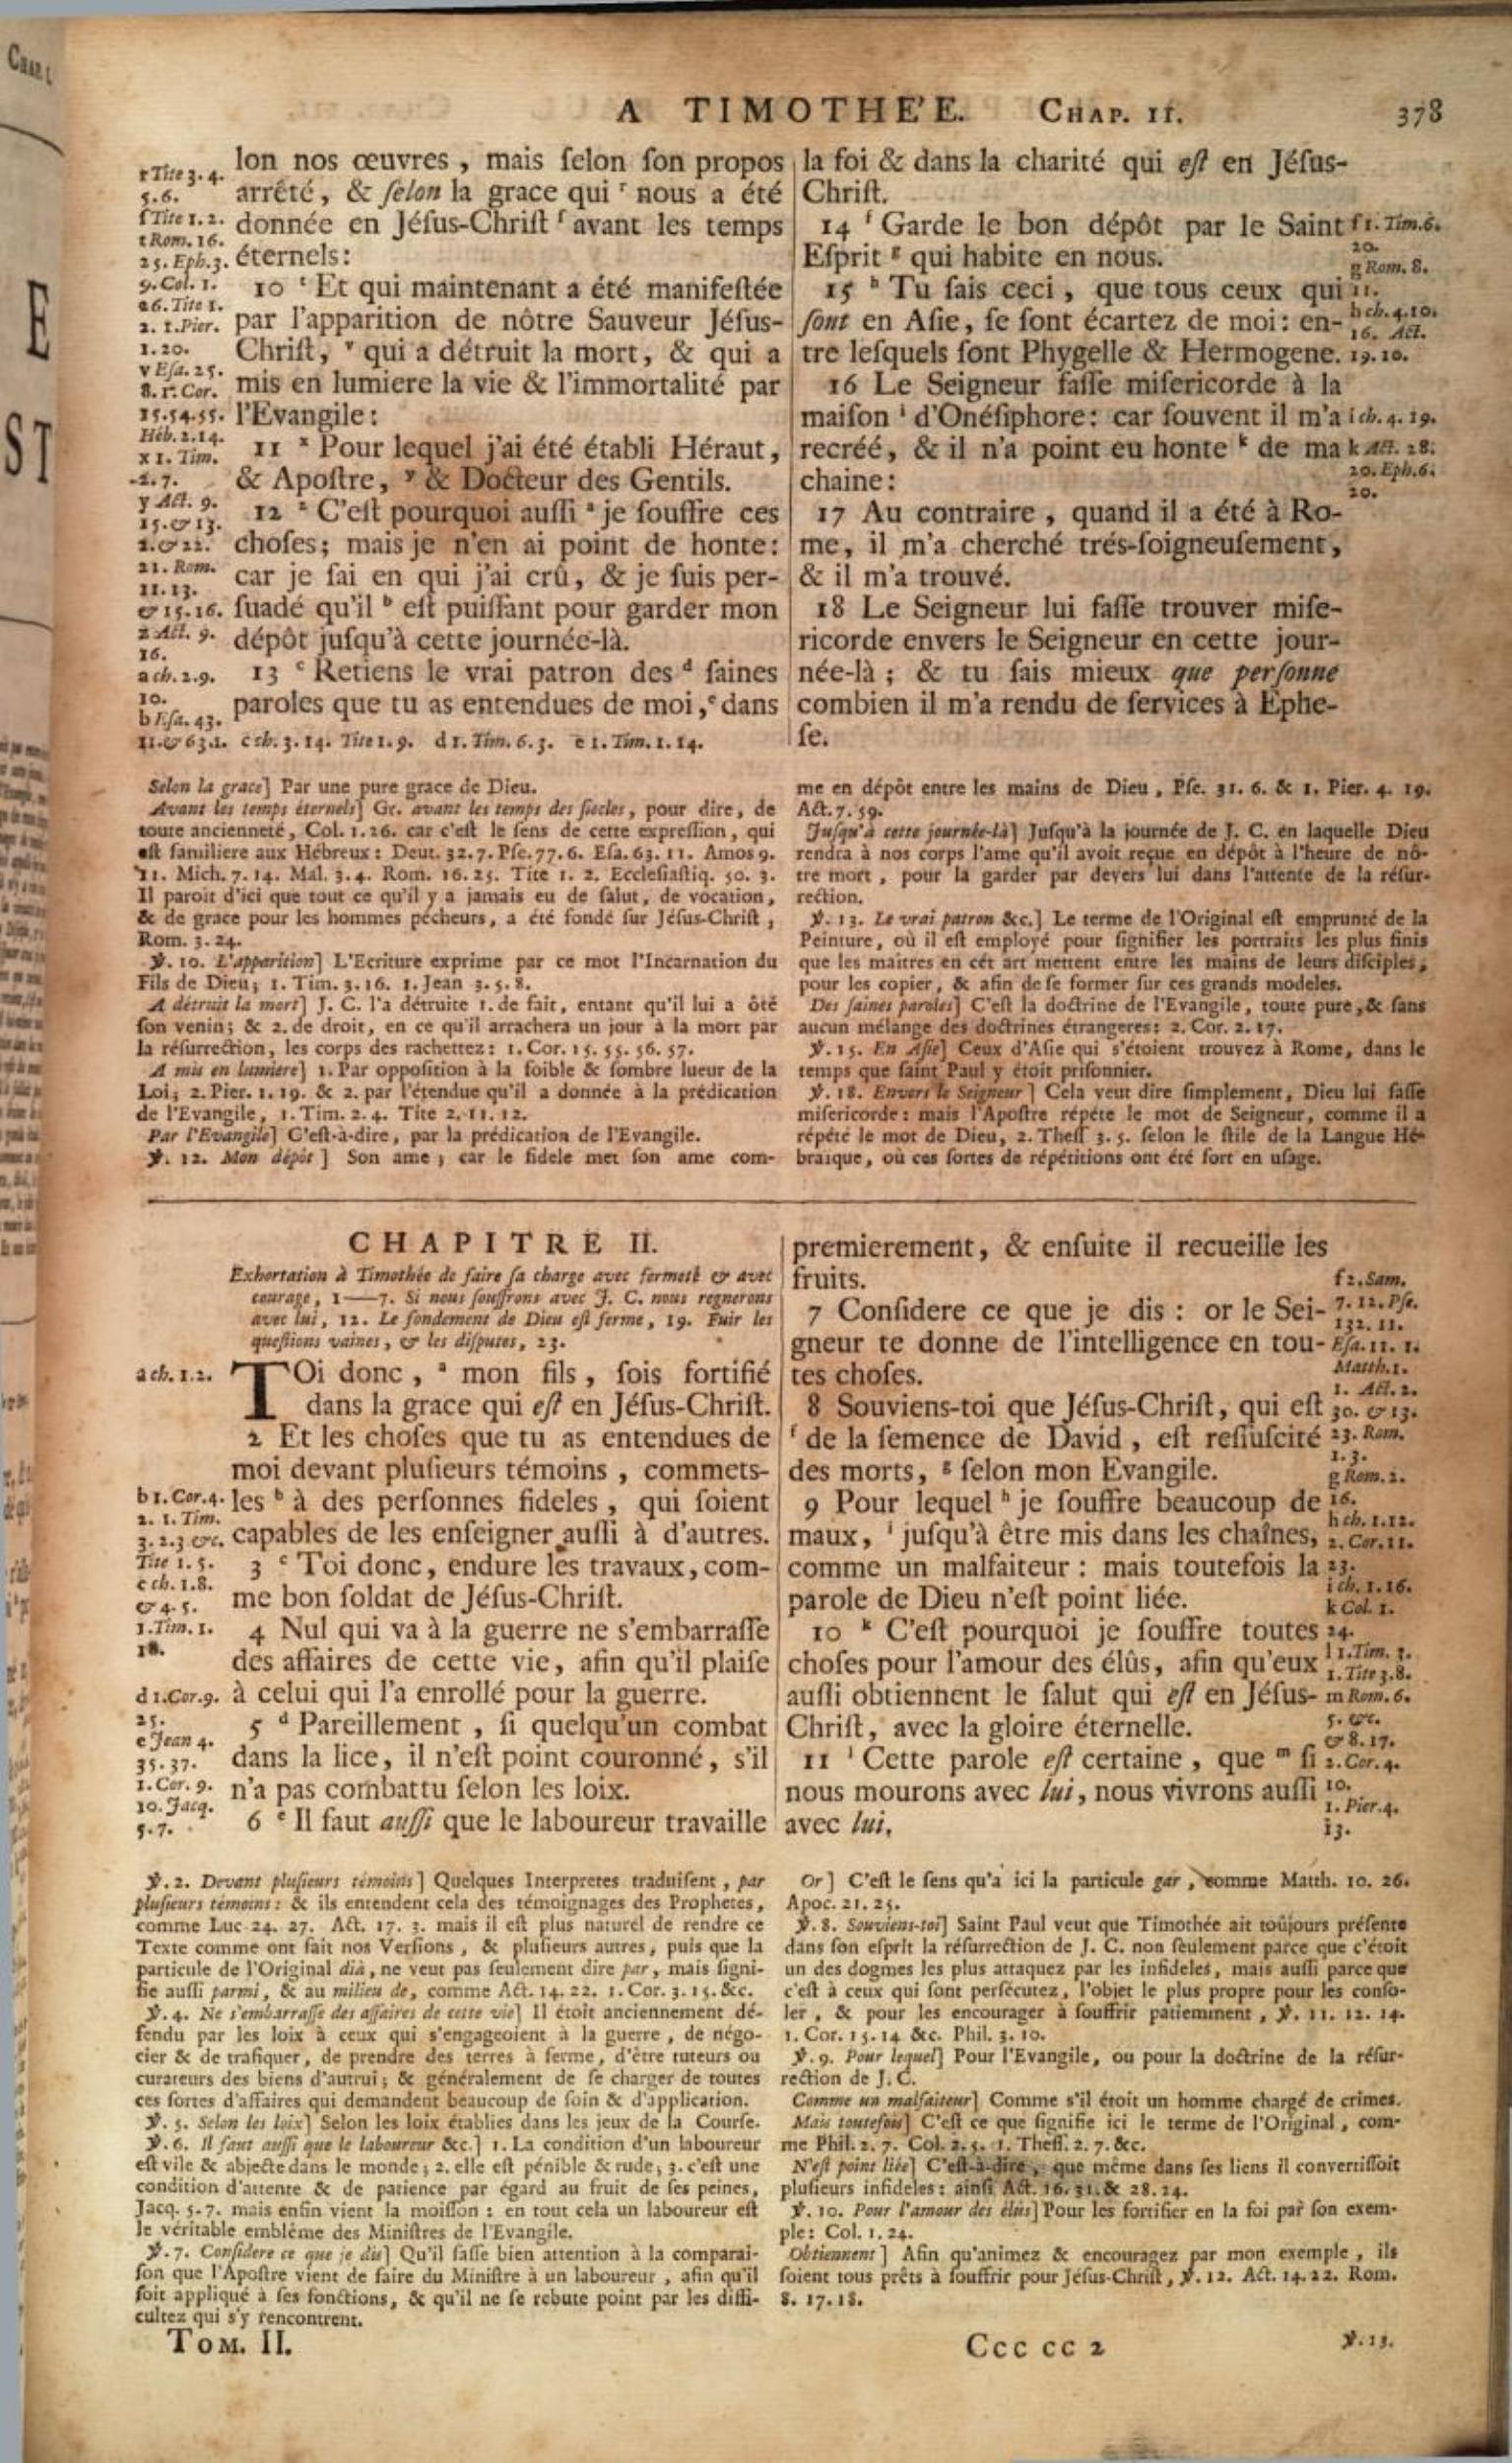 CHAP. I.
E
ST
A TIMOTHE'E. CHAP. II. 378
r Tite 3. 4.
5. 6.
ſ Tite 1. 2.
t Rom. 16.
25. Eph. 3.
9. Col. 1.
26. Tite 1.
2. 1. Pier.
1. 20.
v Eſa. 25.
8. 1. Cor.
15. 54. 55.
Héb. 2. 14.
x 1. Tim.
2. 7.
y Act. 9.
15. & 13.
2. & 22.
21. Rom.
11. 13.
& 15. 16.
z Act. 9.
16.
a ch. 2. 9.
10.
b Eſa. 43.
lon nos œuvres, mais ſelon ſon propos
arrêté, & ſelon la grace qui ʳ nous a été
donnée en Jéſus-Chriſt ᶠ avant les temps
éternels:
10 ᵗ Et qui maintenant a été manifeſtée
par l'apparition de nôtre Sauveur Jéſus-
Chriſt, ᵛ qui a détruit la mort, & qui a
mis en lumiere la vie & l'immortalité par
l'Evangile:
11 ˣ Pour lequel j'ai été établi Héraut,
& Apoſtre, ʸ & Docteur des Gentils.
12 ᶻ C'eſt pourquoi auſſi ᵃ je ſouffre ces
choſes; mais je n'en ai point de honte:
car je ſai en qui j'ai crû, & je ſuis per-
ſuadé qu'il ᵇ eſt puiſſant pour garder mon
dépôt juſqu'à cette journée-là.
13 ᶜ Retiens le vrai patron des ᵈ ſaines
paroles que tu as entendues de moi, ᵉ dans
11. & 63. 1. c ch. 3. 14. Tite 1. 9. d 1. Tim. 6. 3. e 1. Tim. 1. 14.
la foi & dans la charité qui eſt en Jéſus-
Chriſt.
14 ᶠ Garde le bon dépôt par le Saint
Eſprit ᵍ qui habite en nous.
15 ʰ Tu ſais ceci, que tous ceux qui
ſont en Aſie, ſe ſont écartez de moi: en-
tre leſquels ſont Phygelle & Hermogene.
16 Le Seigneur faſſe miſericorde à la
maiſon ⁱ d'Onéſiphore: car ſouvent il m'a
recréé, & il n'a point eu honte ᵏ de ma
chaine:
17 Au contraire, quand il a été à Ro-
me, il m'a cherché trés-ſoigneuſement,
& il m'a trouvé.
18 Le Seigneur lui faſſe trouver miſe-
ricorde envers le Seigneur en cette jour-
née-là; & tu ſais mieux que perſonne
combien il m'a rendu de ſervices à Ephe-
ſe.
f 1. Tim. 6.
20.
g Rom. 8.
11.
h ch. 4. 10.
16. Act.
19. 10.
i ch. 4. 19.
k Act. 28.
20. Eph. 6.
20.
Selon la grace] Par une pure grace de Dieu.
Avant les temps éternels] Gr. avant les temps des ſiecles, pour dire, de
toute ancienneté, Col. 1. 26. car c'eſt le ſens de cette expreſſion, qui
eſt familiere aux Hébreux: Deut. 32. 7. Pſe. 77. 6. Eſa. 63. 11. Amos 9.
11. Mich. 7. 14. Mal. 3. 4. Rom. 16. 25. Tite 1. 2. Eccleſiaſtiq. 50. 3.
Il paroit d'ici que tout ce qu'il y a jamais eu de ſalut, de vocation,
& de grace pour les hommes pécheurs, a été fondé ſur Jéſus-Chriſt,
Rom. 3. 24.
℣. 10. L'apparition] L'Ecriture exprime par ce mot l'Incarnation du
Fils de Dieu; 1. Tim. 3. 16. 1. Jean 3. 5. 8.
A détruit la mort] J. C. l'a détruite 1. de fait, entant qu'il lui a ôté
ſon venin; & 2. de droit, en ce qu'il arrachera un jour à la mort par
la réſurrection, les corps des rachettez: 1. Cor. 15. 55. 56. 57.
A mis en lumiere] 1. Par oppoſition à la foible & ſombre lueur de la
Loi; 2. Pier. 1. 19. & 2. par l'étendue qu'il a donnée à la prédication
de l'Evangile, 1. Tim. 2. 4. Tite 2. 11. 12.
Par l'Evangile] C'eſt-à-dire, par la prédication de l'Evangile.
℣. 12. Mon dépôt] Son ame; car le fidele met ſon ame com-
me en dépôt entre les mains de Dieu, Pſe. 31. 6. & 1. Pier. 4. 19.
Act. 7. 59.
Juſqu'à cette journée-là] Juſqu'à la journée de J. C. en laquelle Dieu
rendra à nos corps l'ame qu'il avoit reçue en dépôt à l'heure de nô-
tre mort, pour la garder par devers lui dans l'attente de la réſur-
rection.
℣. 13. Le vrai patron &c.] Le terme de l'Original eſt emprunté de la
Peinture, où il eſt employé pour ſignifier les portraits les plus finis
que les maîtres en cét art mettent entre les mains de leurs diſciples,
pour les copier, & afin de ſe former ſur ces grands modeles.
Des ſaines paroles] C'eſt la doctrine de l'Evangile, toute pure, & ſans
aucun mélange des doctrines étrangeres: 2. Cor. 2. 17.
℣. 15. En Aſie] Ceux d'Aſie qui s'étoient trouvez à Rome, dans le
temps que ſaint Paul y étoit priſonnier.
℣. 18. Envers le Seigneur] Cela veut dire ſimplement, Dieu lui faſſe
miſericorde: mais l'Apoſtre répéte le mot de Seigneur, comme il a
répété le mot de Dieu, 2. Theſſ 3. 5. ſelon le ſtile de la Langue Hé-
braique, où ces ſortes de répétitions ont été fort en uſage.
CHAPITRE II.
Exhortation à Timothée de faire ſa charge avec fermeté & avec
courage, 1—7. Si nous ſouffrons avec J. C. nous regnerons
avec lui, 12. Le fondement de Dieu eſt ferme, 19. Fuir les
queſtions vaines, & les diſputes, 23.
a ch. 1. 2.
b 1. Cor. 4.
2. 1. Tim.
3. 2. 3 &c.
Tite 1. 5.
c ch. 1. 8.
& 4. 5.
1. Tim. 1.
18.
d 1. Cor. 9.
25.
e Jean 4.
35. 37.
1. Cor. 9.
10. Jacq.
5. 7.
TOi donc, ᵃ mon fils, ſois fortifié
dans la grace qui eſt en Jéſus-Chriſt.
2 Et les choſes que tu as entendues de
moi devant pluſieurs témoins, commets-
les ᵇ à des perſonnes fideles, qui ſoient
capables de les enſeigner auſſi à d'autres.
3 ᶜ Toi donc, endure les travaux, com-
me bon ſoldat de Jéſus-Chriſt.
4 Nul qui va à la guerre ne s'embarraſſe
des affaires de cette vie, afin qu'il plaiſe
à celui qui l'a enrollé pour la guerre.
5 ᵈ Pareillement, ſi quelqu'un combat
dans la lice, il n'eſt point couronné, s'il
n'a pas combattu ſelon les loix.
6 ᵉ Il faut auſſi que le laboureur travaille
premierement, & enſuite il recueille les
fruits.
7 Conſidere ce que je dis: or le Sei-
gneur te donne de l'intelligence en tou-
tes choſes.
8 Souviens-toi que Jéſus-Chriſt, qui eſt
ᶠ de la ſemence de David, eſt reſſuſcité
des morts, ᵍ ſelon mon Evangile.
9 Pour lequel ʰ je ſouffre beaucoup de
maux, ⁱ juſqu'à être mis dans les chaînes,
comme un malfaiteur: mais toutefois la
parole de Dieu n'eſt point liée.
10 ᵏ C'eſt pourquoi je ſouffre toutes
choſes pour l'amour des élûs, afin qu'eux
auſſi obtiennent le ſalut qui eſt en Jéſus-
Chriſt, avec la gloire éternelle.
11 ˡ Cette parole eſt certaine, que ᵐ ſi
nous mourons avec lui, nous vivrons auſſi
avec lui.
f 2. Sam.
7. 12. Pſe.
132. 11.
Eſa. 11. 1.
Matth. 1.
1. Act. 2.
30. & 13.
23. Rom.
1. 3.
g Rom. 2.
16.
h ch. 1. 12.
2. Cor. 11.
23.
i ch. 1. 16.
k Col. 1.
24.
l 1. Tim. 3.
1. Tite 3. 8.
m Rom. 6.
5. &c.
& 8. 17.
2. Cor. 4.
10.
1. Pier. 4.
13.
℣. 2. Devant pluſieurs témoins] Quelques Interpretes traduiſent, par
pluſieurs témoins: & ils entendent cela des témoignages des Prophetes,
comme Luc 24. 27. Act. 17. 3. mais il eſt plus naturel de rendre ce
Texte comme ont fait nos Verſions, & pluſieurs autres, puis que la
particule de l'Original dià, ne veut pas ſeulement dire par, mais ſigni-
fie auſſi parmi, & au milieu de, comme Act. 14. 22. 1. Cor. 3. 15. &c.
℣. 4. Ne s'embarraſſe des affaires de cette vie] Il étoit anciennement dé-
fendu par les loix à ceux qui s'engageoient à la guerre, de négo-
cier & de trafiquer, de prendre des terres à ferme, d'être tuteurs ou
curateurs des biens d'autrui; & généralement de ſe charger de toutes
ces ſortes d'affaires qui demandent beaucoup de ſoin & d'application.
℣. 5. Selon les loix] Selon les loix établies dans les jeux de la Courſe.
℣. 6. Il faut auſſi que le laboureur &c.] 1. La condition d'un laboureur
eſt vile & abjecte dans le monde; 2. elle eſt pénible & rude; 3. c'eſt une
condition d'attente & de patience par égard au fruit de ſes peines,
Jacq. 5. 7. mais enfin vient la moiſſon: en tout cela un laboureur eſt
le véritable emblême des Miniſtres de l'Evangile.
℣. 7. Conſidere ce que je dis] Qu'il faſſe bien attention à la comparai-
ſon que l'Apoſtre vient de faire du Miniſtre à un laboureur, afin qu'il
ſoit appliqué à ſes fonctions, & qu'il ne ſe rebute point par les diffi-
cultez qui s'y rencontrent.
Or] C'eſt le ſens qu'a ici la particule gar, comme Matth. 10. 26.
Apoc. 21. 25.
℣. 8. Souviens-toi] Saint Paul veut que Timothée ait toûjours préſente
dans ſon eſprit la réſurrection de J. C. non ſeulement parce que c'étoit
un des dogmes les plus attaquez par les infideles, mais auſſi parce que
c'eſt à ceux qui ſont perſécutez, l'objet le plus propre pour les conſo-
ler, & pour les encourager à ſouffrir patiemment, ℣. 11. 12. 14.
1. Cor. 15. 14 &c. Phil. 3. 10.
℣. 9. Pour lequel] Pour l'Evangile, ou pour la doctrine de la réſur-
rection de J. C.
Comme un malfaiteur] Comme s'il étoit un homme chargé de crimes.
Mais toutefois] C'eſt ce que ſignifie ici le terme de l'Original, com-
me Phil. 2. 7. Col. 2. 5. 1. Theſſ. 2. 7. &c.
N'eſt point liée] C'eſt-à-dire, que même dans ſes liens il convertiſſoit
pluſieurs infideles: ainſi Act. 16. 31. & 28. 24.
℣. 10. Pour l'amour des élûs] Pour les fortifier en la foi par ſon exem-
ple: Col. 1. 24.
Obtiennent] Afin qu'animez & encouragez par mon exemple, ils
ſoient tous prêts à ſouffrir pour Jéſus-Chriſt, ℣. 12. Act. 14. 22. Rom.
8. 17. 18.
TOM. II. Ccc cc 2 ℣. 13.